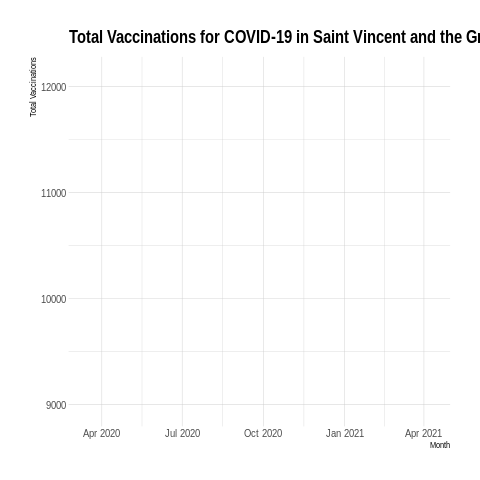 Total Vaccinations for COVID-19 in Saint Vincent and the Gr
Total Vaccinations
12000
11000
10000
9000
Apr 2020 Jul 2020 Oct 2020 Jan 2021 Apr 2021
Month